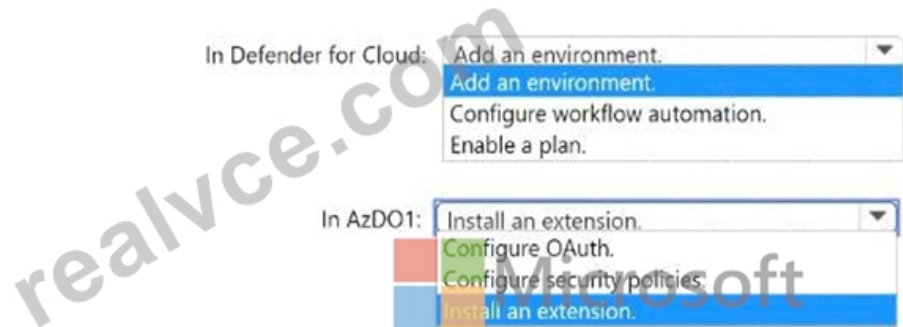 In Defender for Cloud: Add an environment.
Add an environment.
Configure workflow automation.
Enable a plan.
In AzDO1: Install an extension.
Configure OAuth.
Configure security policies.
Install an extension.
realvce.com
Microsoft